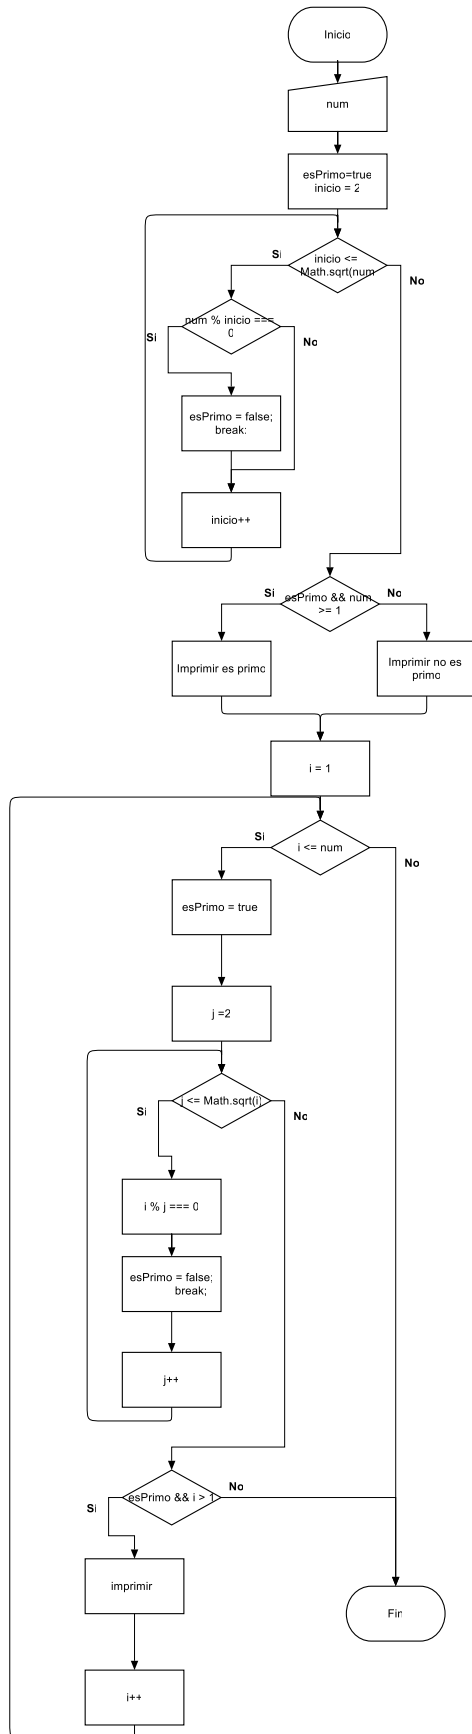 Inicio
num
esPrimo=true
inicio = 2
inicio <=
Math.sqrt(num
Si
No
num % inicio ===
0
Si
No
esPrimo = false;
break;
inicio++
esPrimo && num
>= 1
Si
No
Imprimir es primo
Imprimir no es
primo
i = 1
i <= num
Si
No
esPrimo = true
j =2
j <= Math.sqrt(i)
Si
No
i % j === 0
esPrimo = false;
break;
j++
esPrimo && i > 1
Si
No
imprimir
Fin
i++